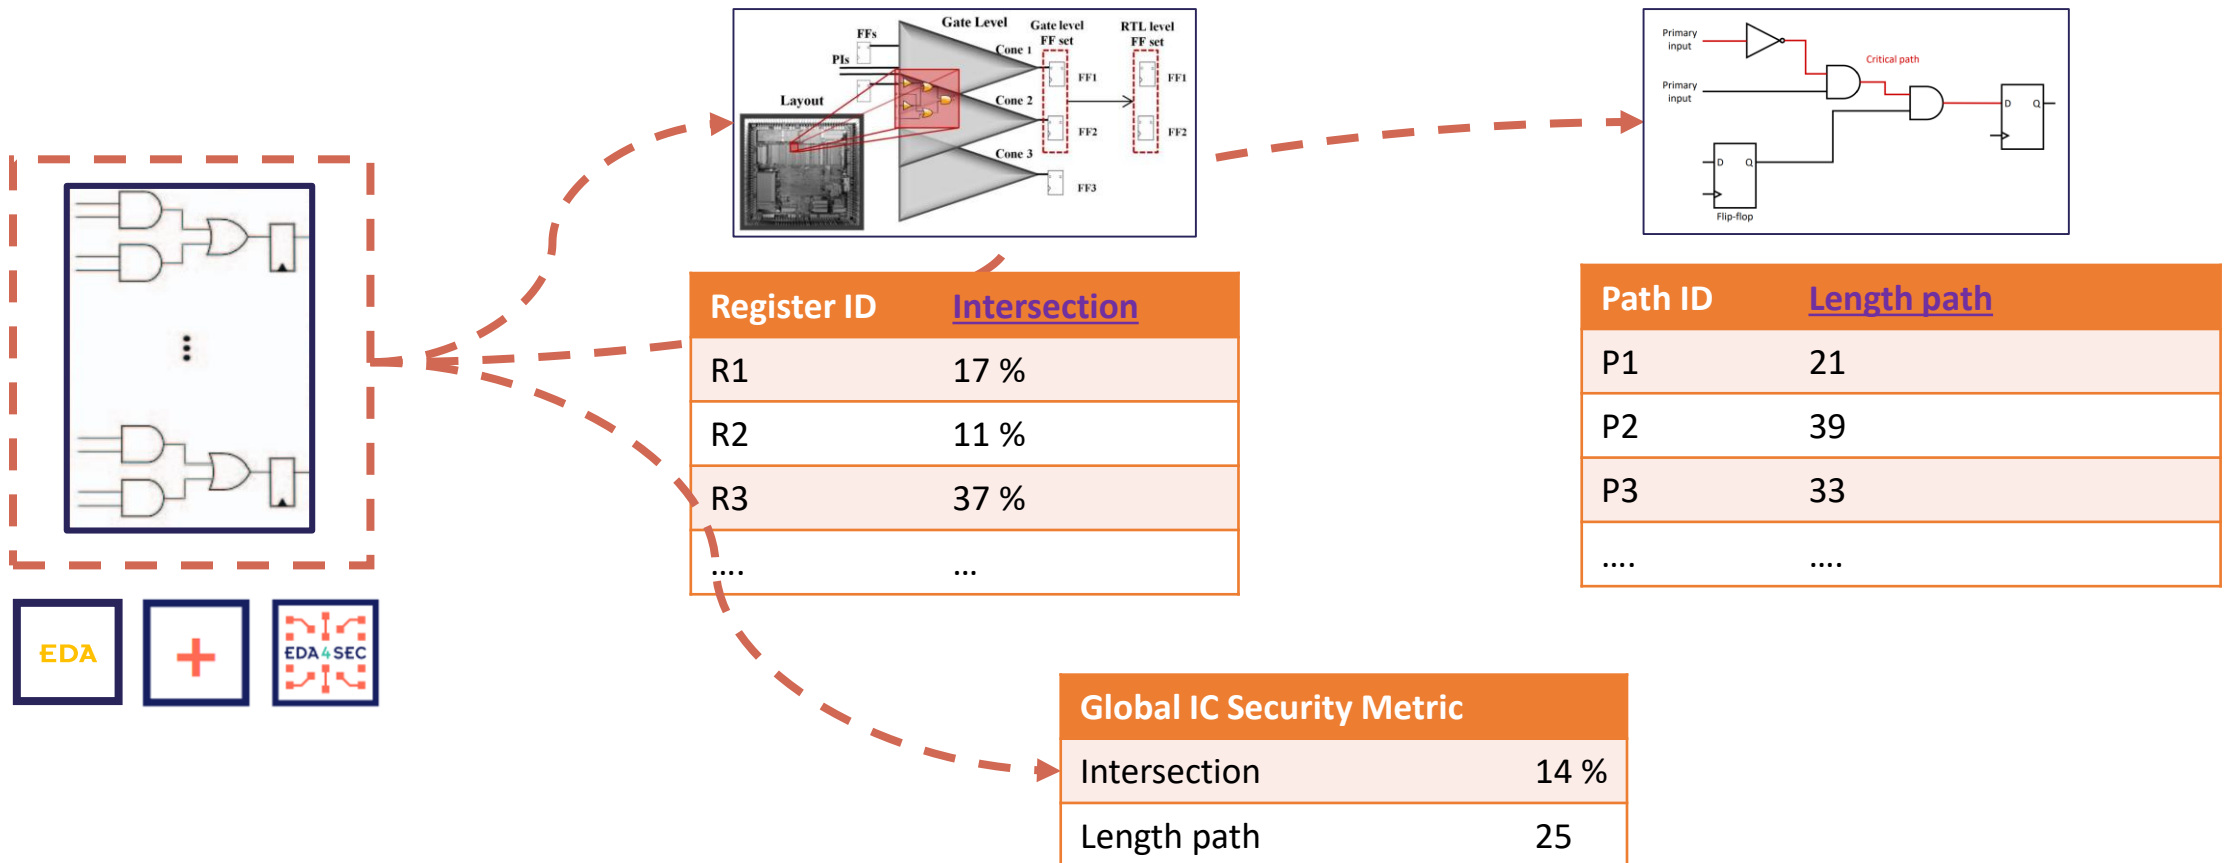 EDA
+
EDA4SEC
Gate Level
FFs
PIs
Layout
Cone 1
Cone 2
Cone 3
Gate level
FF set
RTL level
FF set
FF1
FF2
FF3
FF1
FF2
Primary
input
Primary
input
Critical path
D Q
D Q
Flip-flop
Register ID Intersection
R1 17 %
R2 11 %
R3 37 %
.... ...
Path ID Length path
P1 21
P2 39
P3 33
.... ....
Global IC Security Metric
Intersection 14 %
Length path 25